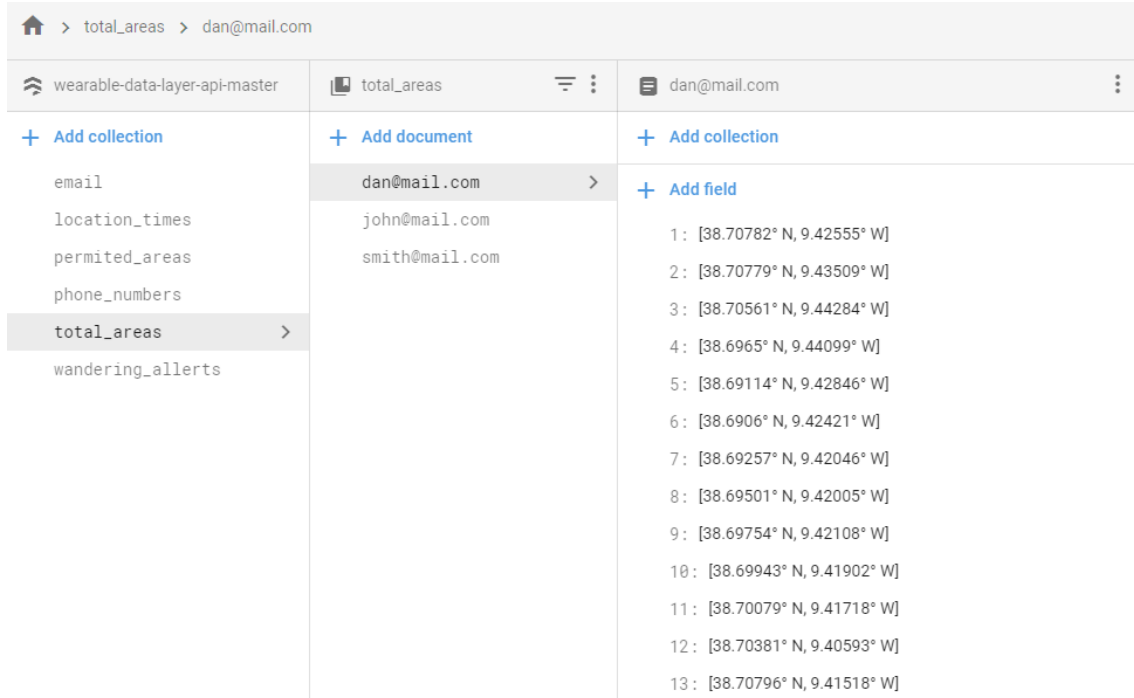 total_areas > dan@mail.com
wearable-data-layer-api-master
Add collection
email
location_times
permited_areas
phone_numbers
total_areas
wandering_allerts
total_areas
Add document
dan@mail.com
john@mail.com
smith@mail.com
dan@mail.com
Add collection
Add field
1: [38.70782° N, 9.42555° W]
2: [38.70779° N, 9.43509° W]
3: [38.70561° N, 9.44284° W]
4: [38.6965° N, 9.44099° W]
5: [38.69114° N, 9.42846° W]
6: [38.6906° N, 9.42421° W]
7: [38.69257° N, 9.42046° W]
8: [38.69501° N, 9.42005° W]
9: [38.69754° N, 9.42108° W]
10: [38.69943° N, 9.41902° W]
11: [38.70079° N, 9.41718° W]
12: [38.70381° N, 9.40593° W]
13: [38.70796° N, 9.41518° W]